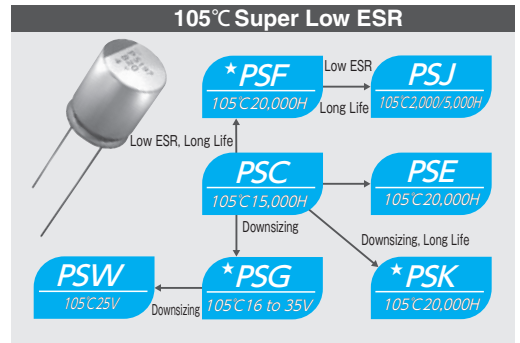 105℃ Super Low ESR
★PSF
105℃20,000H
Low ESR
Long Life
PSJ
105℃2,000/5,000H
Low ESR, Long Life
PSC
105℃15,000H
PSE
105℃20,000H
Downsizing
Downsizing, Long Life
PSW
105℃25V
Downsizing
★PSG
105℃16 to 35V
★PSK
105℃20,000H